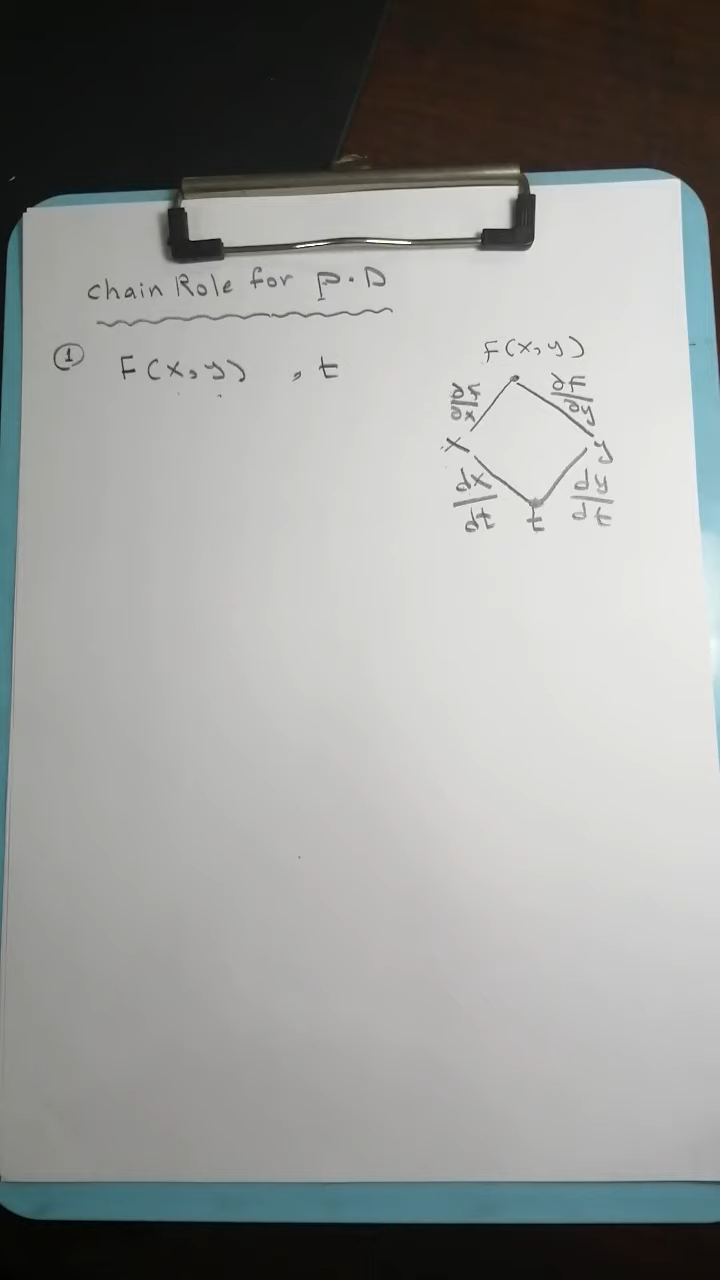 Chain Role for P.D
① F(x,y) , t
F(x,y)
∂F/∂x ∂F/∂y
x y
dx/dt dy/dt
t